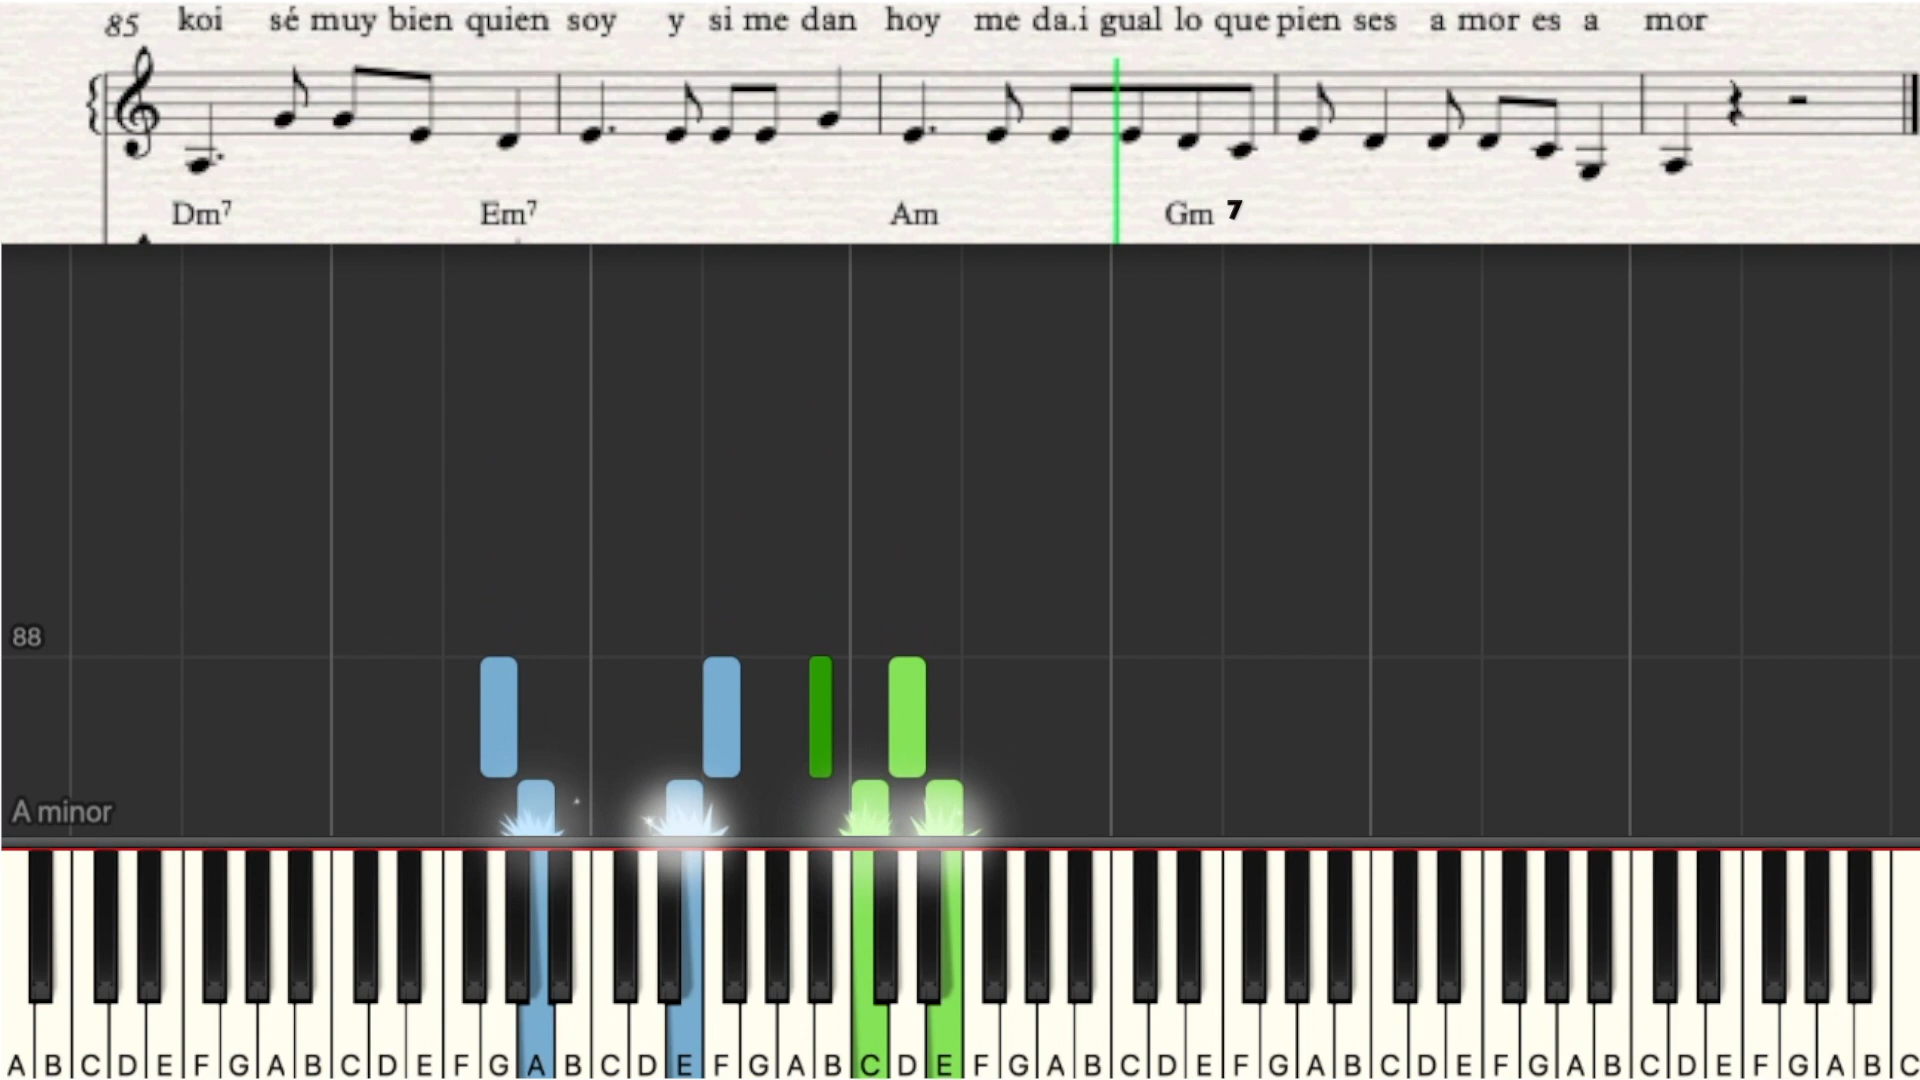 85 koi sé muy bien quien soy y si me dan hoy me da.i gual lo que pien ses a mor es a mor
Dm7 Em7 Am Gm 7
88
A minor
A B C D E F G A B C D E F G A B C D E F G A B C D E F G A B C D E F G A B C D E F G A B C D E F G A B C